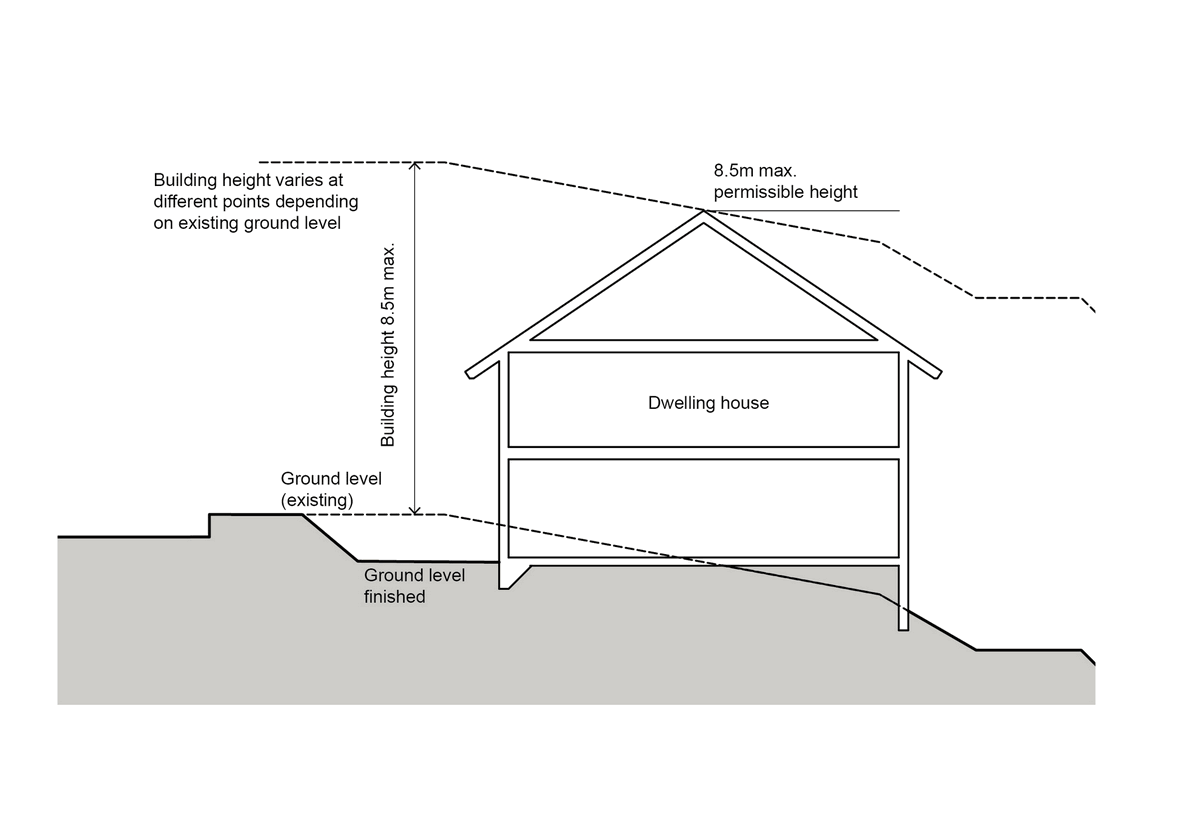 Building height varies at
different points depending
on existing ground level
8.5m max.
permissible height
Building height 8.5m max.
Dwelling house
Ground level
(existing)
Ground level
finished